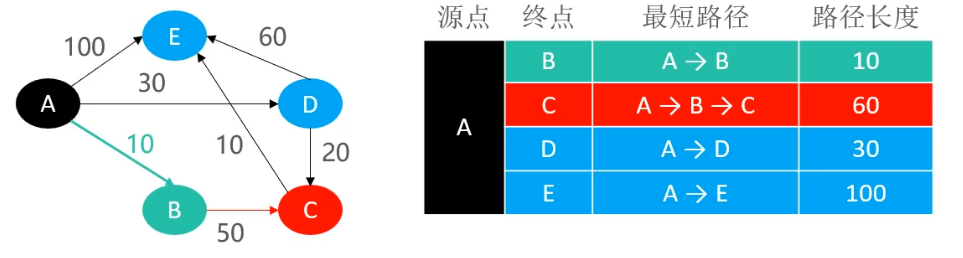 E
100
60
A
30
D
10
10
20
B
C
50
源点 终点 最短路径 路径长度
A
B A → B 10
C A → B → C 60
D A → D 30
E A → E 100